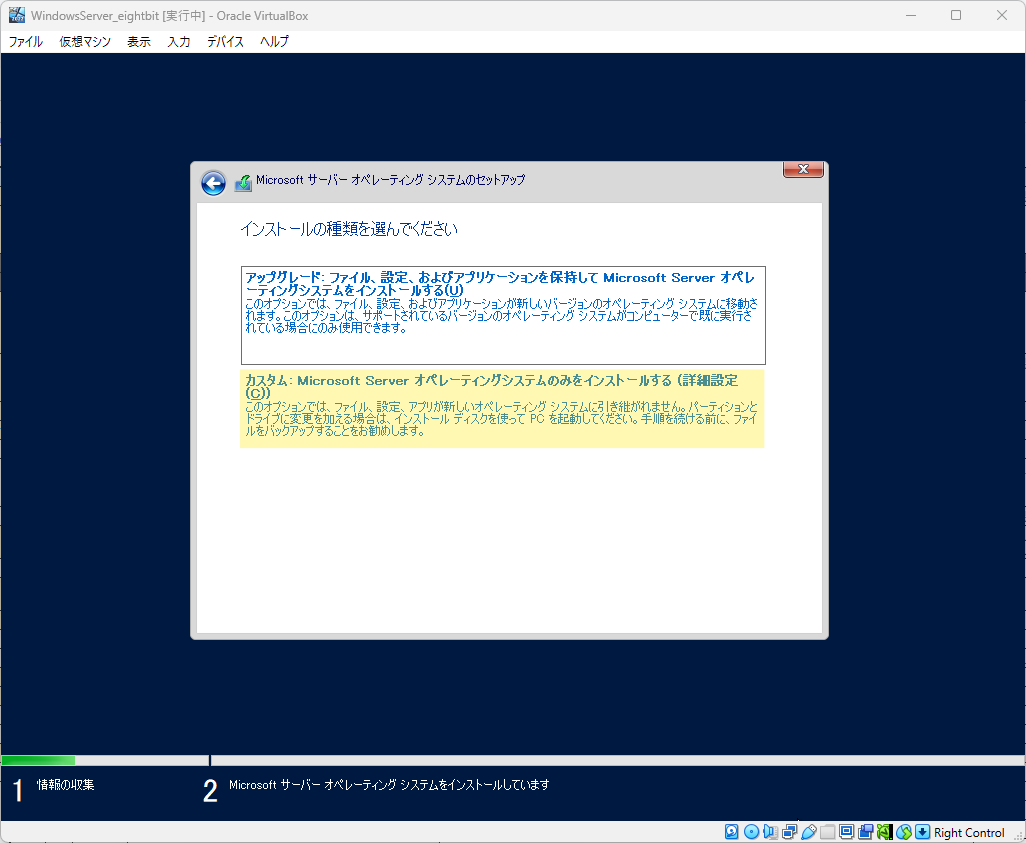 WindowsServer_eightbit [実行中] - Oracle VirtualBox
ファイル 仮想マシン 表示 入力 デバイス ヘルプ
Microsoft サーバー オペレーティング システムのセットアップ
インストールの種類を選んでください
アップグレード: ファイル、設定、およびアプリケーションを保持して Microsoft Server オペレ
ーティングシステムをインストールする(U)
このオプションでは、ファイル、設定、およびアプリケーションが新しいバージョンのオペレーティング システムに移動さ
れます。このオプションは、サポートされているバージョンのオペレーティング システムがコンピューターで既に実行さ
れている場合にのみ使用できます。
カスタム: Microsoft Server オペレーティングシステムのみをインストールする (詳細設定
(C))
このオプションでは、ファイル、設定、アプリが新しいオペレーティング システムに引き継がれません。パーティションと
ドライブに変更を加える場合は、インストール ディスクを使って PC を起動してください。手順を続ける前に、ファイ
ルをバックアップすることをお勧めします。
1 情報の収集 2 Microsoft サーバー オペレーティング システムをインストールしています
Right Control